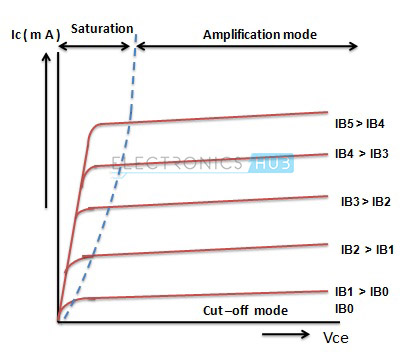 Ic ( m A )
Saturation
Amplification mode
IB5 > IB4
IB4 > IB3
ELECTRONICS HUB
IB3 > IB2
IB2 > IB1
IB1 > IB0
Cut –off mode
IB0
Vce